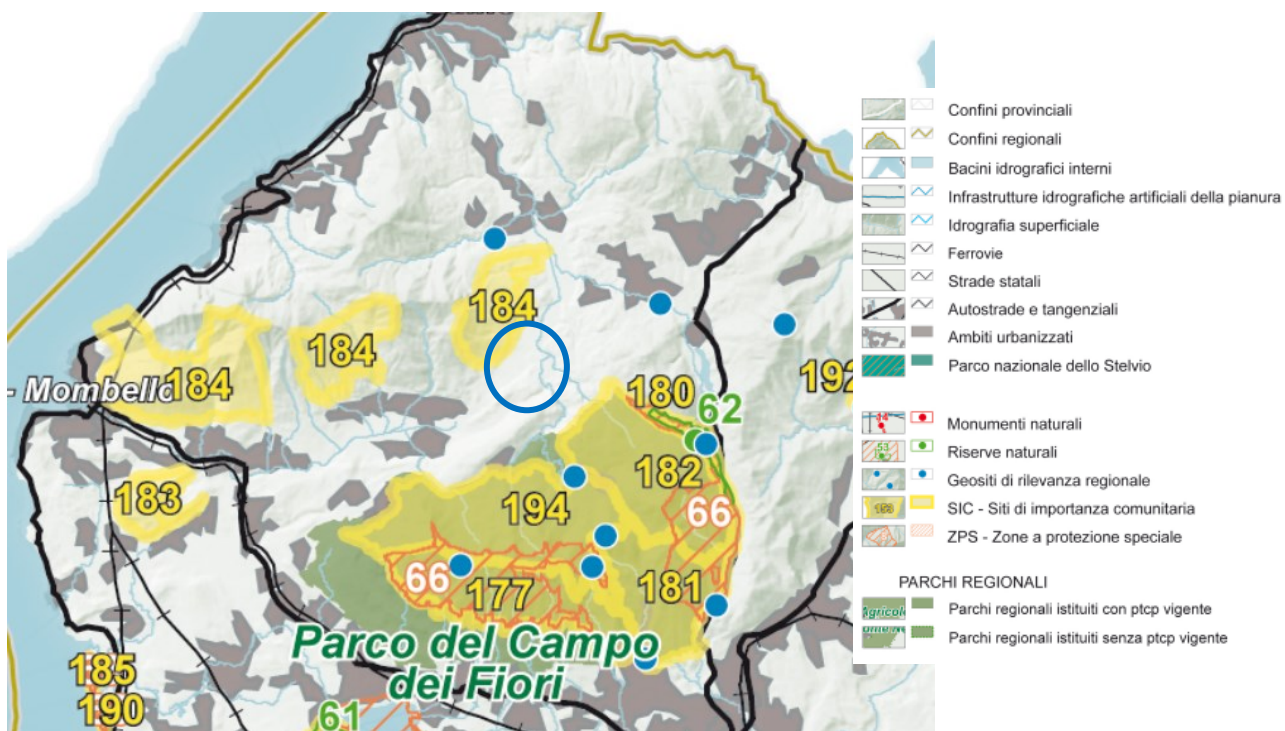 184
184
184
- Mombello
180
62
192
183
194
182
66
66
177
181
Parco del Campo
dei Fiori
185
190
61
Confini provinciali
Confini regionali
Bacini idrografici interni
Infrastrutture idrografiche artificiali della pianura
Idrografia superficiale
Ferrovie
Strade statali
Autostrade e tangenziali
Ambiti urbanizzati
Parco nazionale dello Stelvio
14
Monumenti naturali
53
Riserve naturali
Geositi di rilevanza regionale
153
SIC - Siti di importanza comunitaria
ZPS - Zone a protezione speciale
PARCHI REGIONALI
Agricol
Parchi regionali istituiti con ptcp vigente
Parchi regionali istituiti senza ptcp vigente